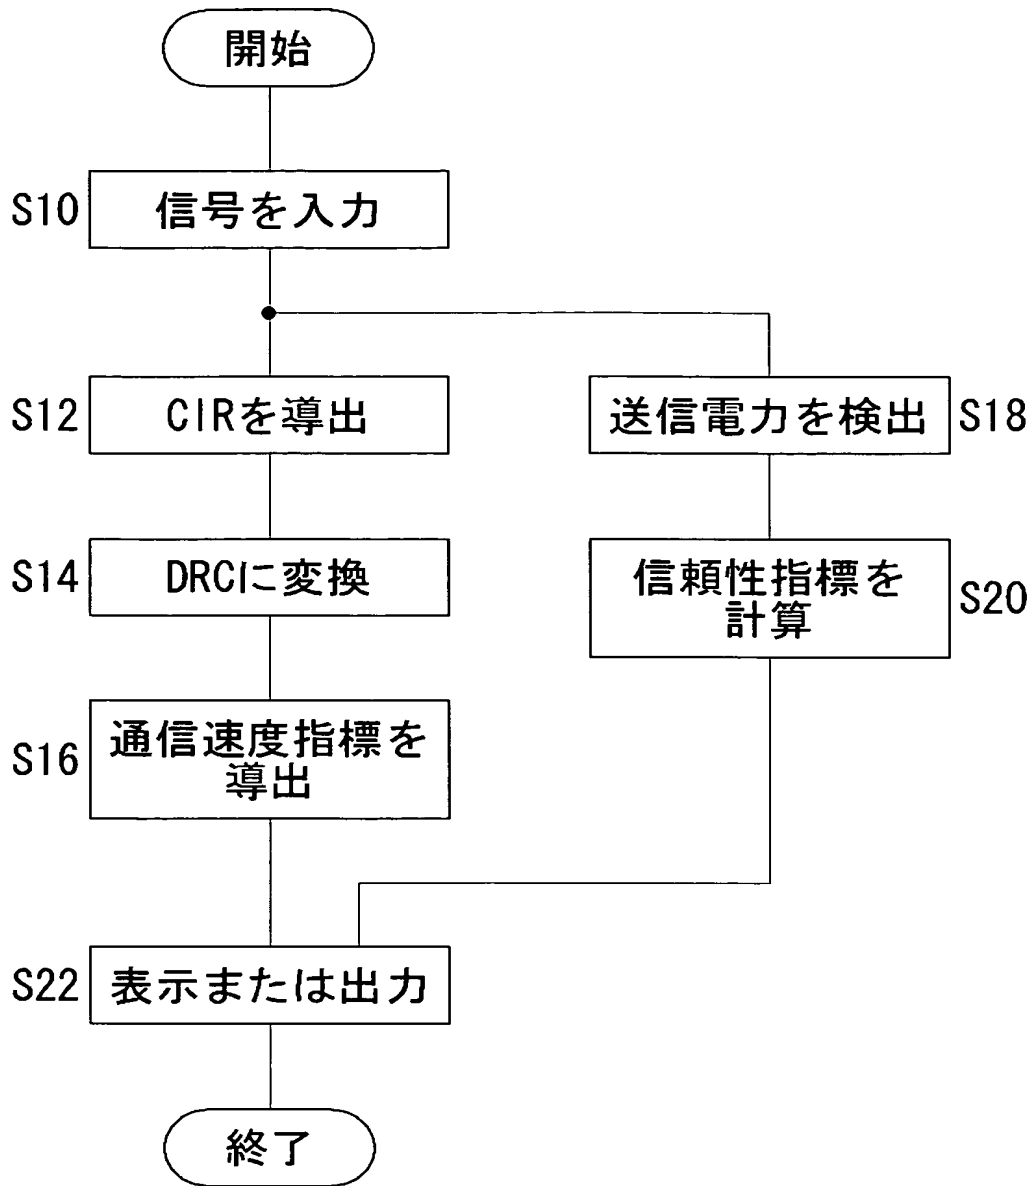 開始
S10 信号を入力
S12 CIRを導出
送信電力を検出 S18
S14 DRCに変換
信頼性指標を
計算
S20
S16
通信速度指標を
導出
S22 表示または出力
終了